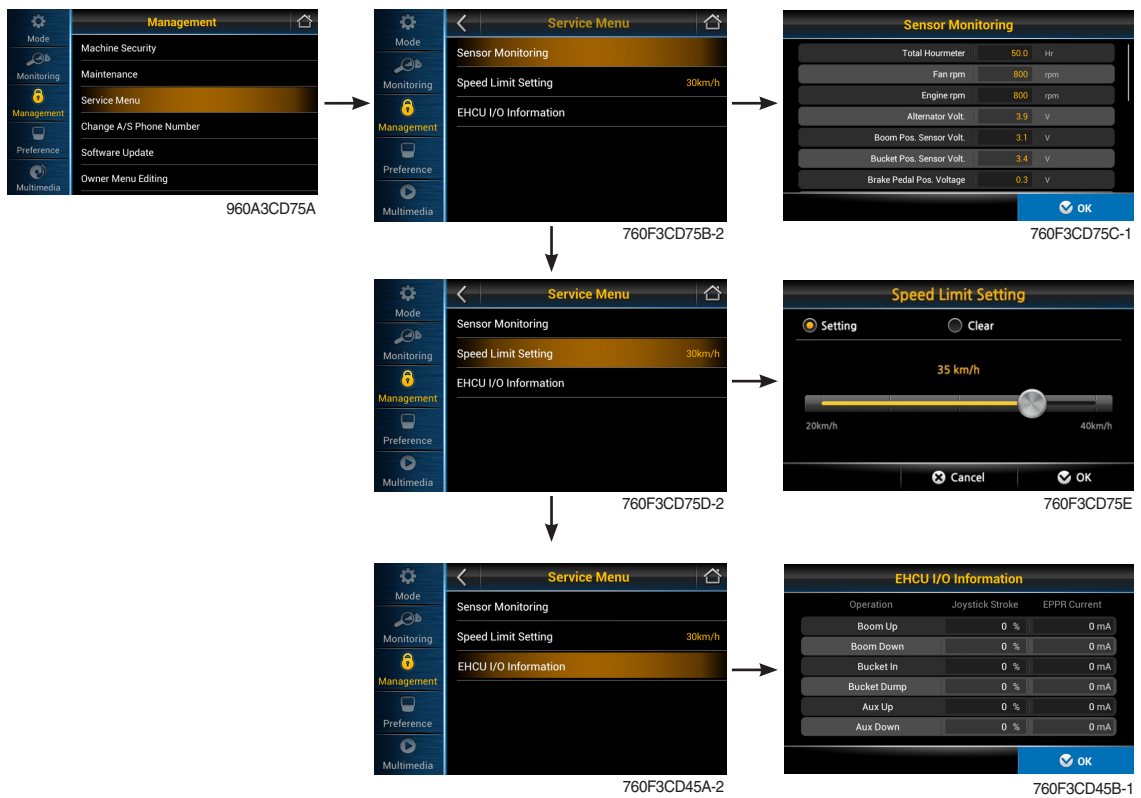 Management
Mode
Monitoring
Management
Preference
Multimedia
Machine Security
Maintenance
Service Menu
Change A/S Phone Number
Software Update
Owner Menu Editing
960A3CD75A
Service Menu
Mode
Monitoring
Management
Preference
Multimedia
Sensor Monitoring
Speed Limit Setting 30km/h
EHCU I/O Information
760F3CD75B-2
Sensor Monitoring
Total Hourmeter 50.0 Hr
Fan rpm 800 rpm
Engine rpm 800 rpm
Alternator Volt. 3.9 V
Boom Pos. Sensor Volt. 3.1 V
Bucket Pos. Sensor Volt. 3.4 V
Brake Pedal Pos. Voltage 0.3 V
OK
760F3CD75C-1
Service Menu
Mode
Monitoring
Management
Preference
Multimedia
Sensor Monitoring
Speed Limit Setting 30km/h
EHCU I/O Information
760F3CD75D-2
Speed Limit Setting
Setting Clear
35 km/h
20km/h 40km/h
Cancel OK
760F3CD75E
Service Menu
Mode
Monitoring
Management
Preference
Multimedia
Sensor Monitoring
Speed Limit Setting 30km/h
EHCU I/O Information
760F3CD45A-2
EHCU I/O Information
Operation Joystick Stroke EPPR Current
Boom Up 0 % 0 mA
Boom Down 0 % 0 mA
Bucket In 0 % 0 mA
Bucket Dump 0 % 0 mA
Aux Up 0 % 0 mA
Aux Down 0 % 0 mA
OK
760F3CD45B-1